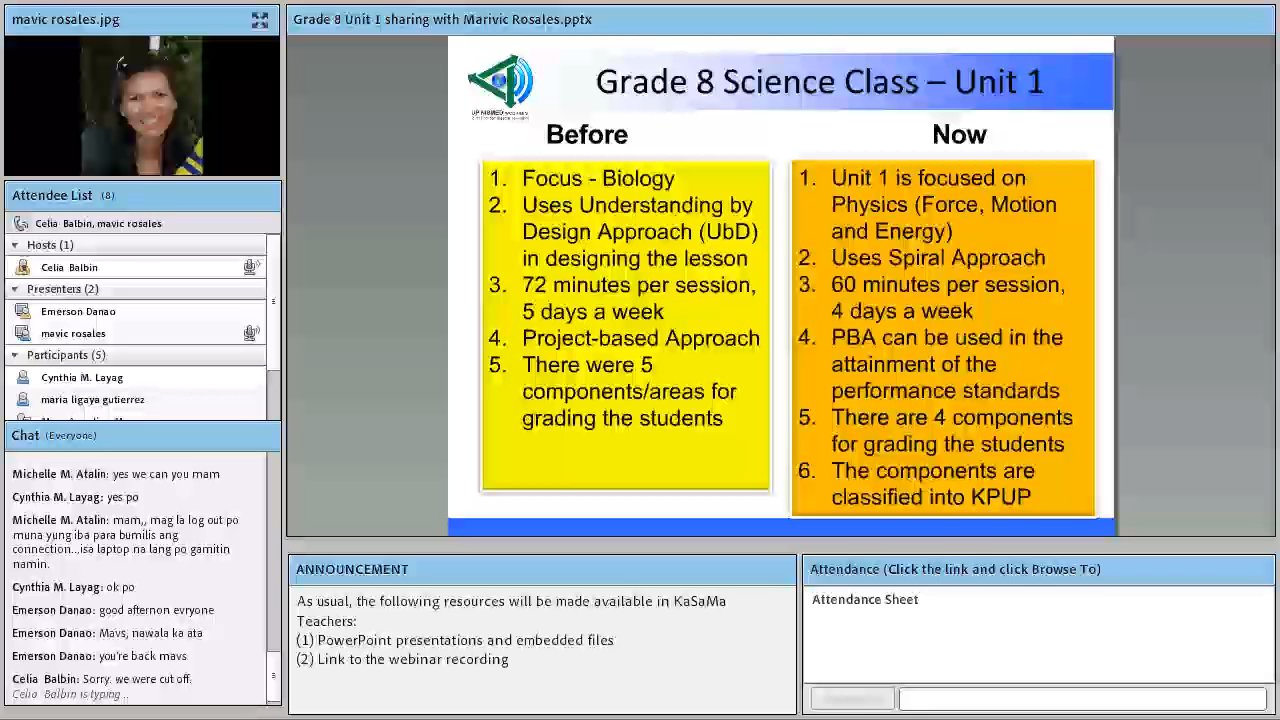 mavic rosales.jpg
Attendee List (8)
Celia Balbin, mavic rosales
Hosts (1)
Celia Balbin
Presenters (2)
Emerson Danao
mavic rosales
Participants (5)
Cynthia M. Layag
maria ligaya gutierrez
Chat (Everyone)
Michelle M. Atalin: yes we can you mam
Cynthia M. Layag: yes po
Michelle M. Atalin: mam,, mag la log out po
muna yung iba para bumilis ang
connection...isa laptop na lang po gamitin
namin.
Cynthia M. Layag: ok po
Emerson Danao: good afternon evryone
Emerson Danao: Mavs, nawala ka ata
Emerson Danao: you're back mavs
Celia Balbin: Sorry. we were cut off.
Celia Balbin is typing...
Grade 8 Unit 1 sharing with Marivic Rosales.pptx
Grade 8 Science Class – Unit 1
Before
1. Focus - Biology
2. Uses Understanding by
Design Approach (UbD)
in designing the lesson
3. 72 minutes per session,
5 days a week
4. Project-based Approach
5. There were 5
components/areas for
grading the students
Now
1. Unit 1 is focused on
Physics (Force, Motion
and Energy)
2. Uses Spiral Approach
3. 60 minutes per session,
4 days a week
4. PBA can be used in the
attainment of the
performance standards
5. There are 4 components
for grading the students
6. The components are
classified into KPUP
ANNOUNCEMENT
As usual, the following resources will be made available in KaSaMa
Teachers:
(1) PowerPoint presentations and embedded files
(2) Link to the webinar recording
Attendance (Click the link and click Browse To)
Attendance Sheet